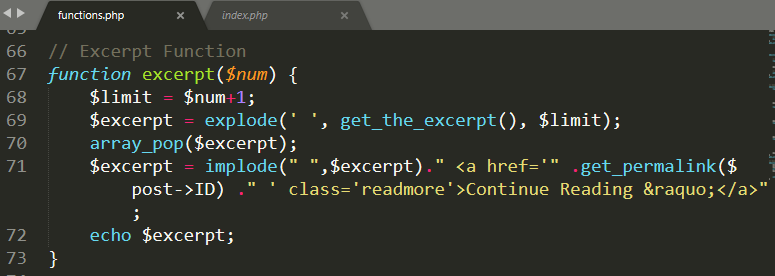 functions.php × index.php ×
66 // Excerpt Function
67 function excerpt($num) {
68 $limit = $num+1;
69 $excerpt = explode(' ', get_the_excerpt(), $limit);
70 array_pop($excerpt);
71 $excerpt = implode(" ",$excerpt)." <a href='" .get_permalink($
post->ID) ." ' class='readmore'>Continue Reading &raquo;</a>"
;
72 echo $excerpt;
73 }